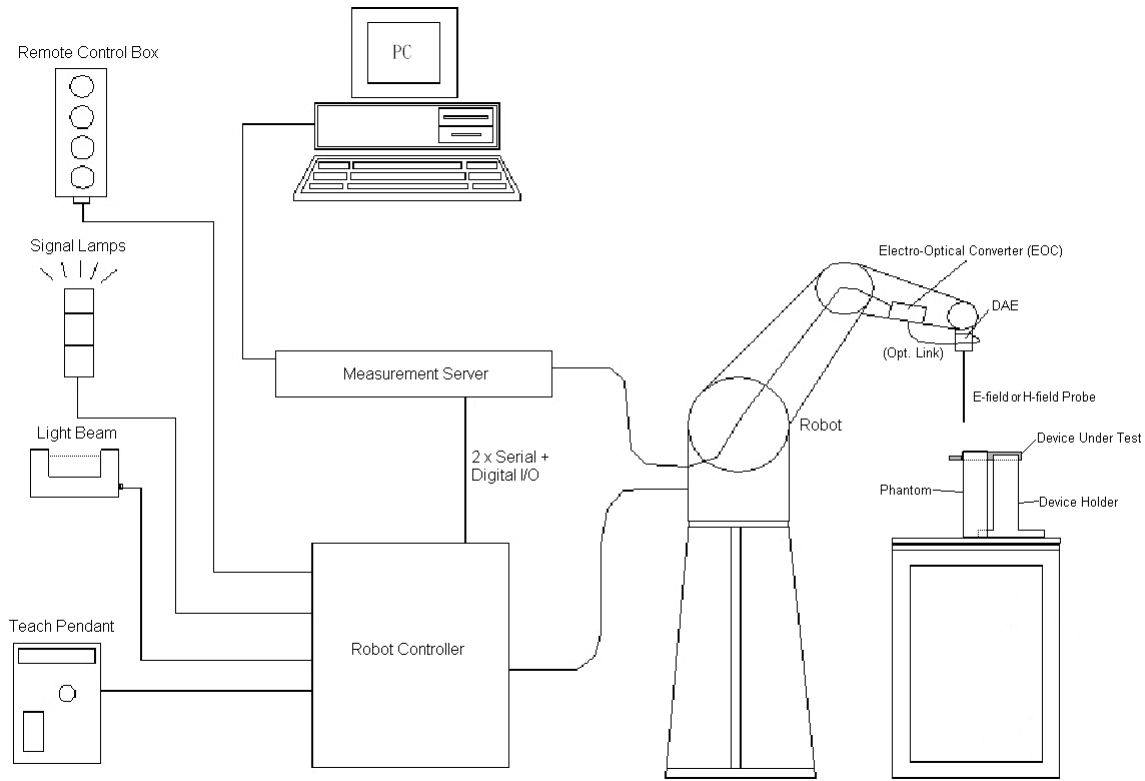 Remote Control Box
PC
Signal Lamps
Electro-Optical Converter (EOC)
DAE
(Opt. Link)
Measurement Server
E-field or H-field Probe
Robot
Light Beam
2 x Serial +
Digital I/O
Device Under Test
Phantom
Device Holder
Teach Pendant
Robot Controller